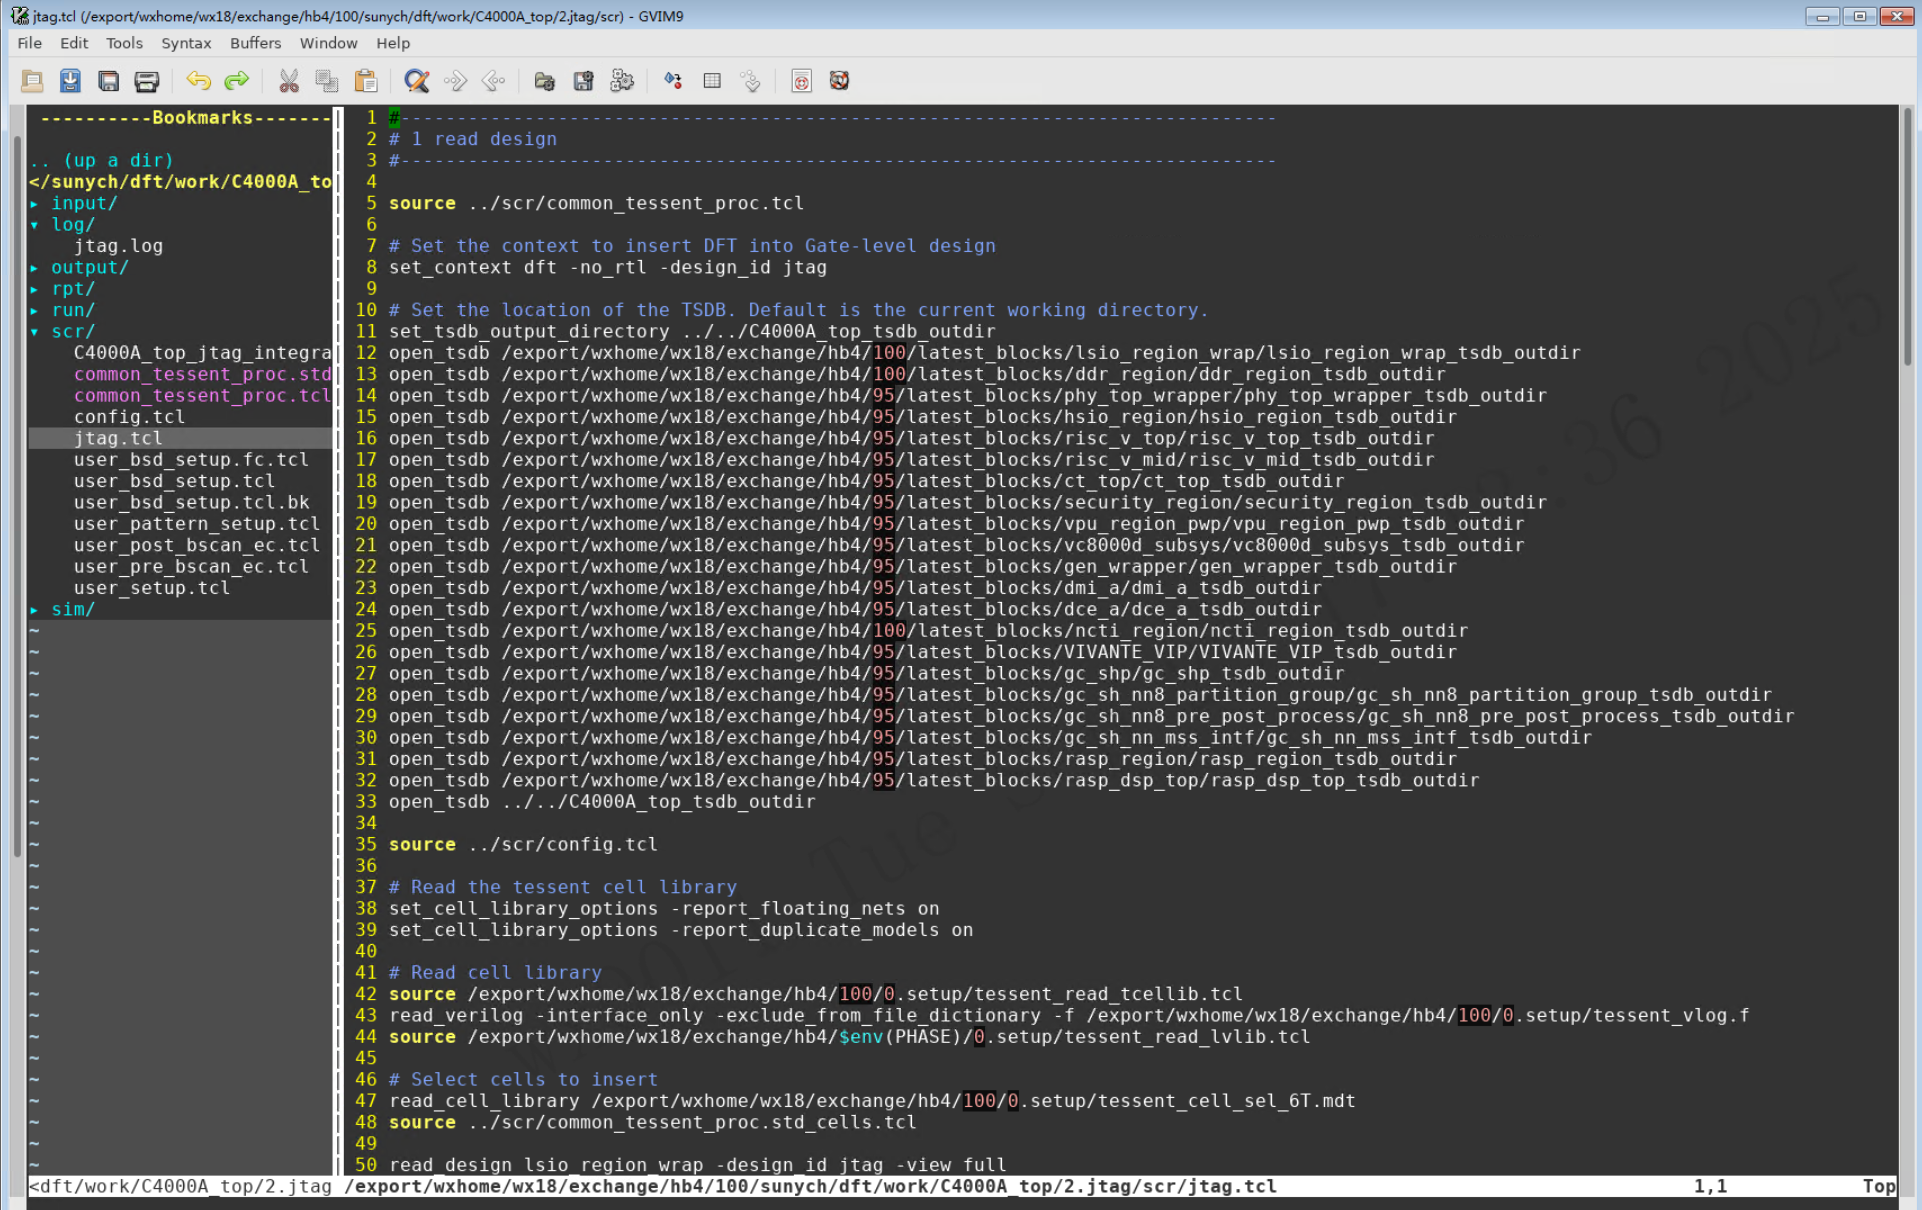 jtag.tcl (/export/wxhome/wx18/exchange/hb4/100/sunych/dft/work/C4000A_top/2.jtag/scr) - GVIM9
File Edit Tools Syntax Buffers Window Help
----------Bookmarks-------
.. (up a dir)
</sunych/dft/work/C4000A_to
▸ input/
▾ log/
jtag.log
▸ output/
▸ rpt/
▸ run/
▾ scr/
C4000A_top_jtag_integra
common_tessent_proc.std
common_tessent_proc.tcl
config.tcl
jtag.tcl
user_bsd_setup.fc.tcl
user_bsd_setup.tcl
user_bsd_setup.tcl.bk
user_pattern_setup.tcl
user_post_bscan_ec.tcl
user_pre_bscan_ec.tcl
user_setup.tcl
▸ sim/
1 #------------------------------------------------------------------------------
2 # 1 read design
3 #------------------------------------------------------------------------------
4
5 source ../scr/common_tessent_proc.tcl
6
7 # Set the context to insert DFT into Gate-level design
8 set_context dft -no_rtl -design_id jtag
9
10 # Set the location of the TSDB. Default is the current working directory.
11 set_tsdb_output_directory ../../C4000A_top_tsdb_outdir
12 open_tsdb /export/wxhome/wx18/exchange/hb4/100/latest_blocks/lsio_region_wrap/lsio_region_wrap_tsdb_outdir
13 open_tsdb /export/wxhome/wx18/exchange/hb4/100/latest_blocks/ddr_region/ddr_region_tsdb_outdir
14 open_tsdb /export/wxhome/wx18/exchange/hb4/95/latest_blocks/phy_top_wrapper/phy_top_wrapper_tsdb_outdir
15 open_tsdb /export/wxhome/wx18/exchange/hb4/95/latest_blocks/hsio_region/hsio_region_tsdb_outdir
16 open_tsdb /export/wxhome/wx18/exchange/hb4/95/latest_blocks/risc_v_top/risc_v_top_tsdb_outdir
17 open_tsdb /export/wxhome/wx18/exchange/hb4/95/latest_blocks/risc_v_mid/risc_v_mid_tsdb_outdir
18 open_tsdb /export/wxhome/wx18/exchange/hb4/95/latest_blocks/ct_top/ct_top_tsdb_outdir
19 open_tsdb /export/wxhome/wx18/exchange/hb4/95/latest_blocks/security_region/security_region_tsdb_outdir
20 open_tsdb /export/wxhome/wx18/exchange/hb4/95/latest_blocks/vpu_region_pwp/vpu_region_pwp_tsdb_outdir
21 open_tsdb /export/wxhome/wx18/exchange/hb4/95/latest_blocks/vc8000d_subsys/vc8000d_subsys_tsdb_outdir
22 open_tsdb /export/wxhome/wx18/exchange/hb4/95/latest_blocks/gen_wrapper/gen_wrapper_tsdb_outdir
23 open_tsdb /export/wxhome/wx18/exchange/hb4/95/latest_blocks/dmi_a/dmi_a_tsdb_outdir
24 open_tsdb /export/wxhome/wx18/exchange/hb4/95/latest_blocks/dce_a/dce_a_tsdb_outdir
25 open_tsdb /export/wxhome/wx18/exchange/hb4/100/latest_blocks/ncti_region/ncti_region_tsdb_outdir
26 open_tsdb /export/wxhome/wx18/exchange/hb4/95/latest_blocks/VIVANTE_VIP/VIVANTE_VIP_tsdb_outdir
27 open_tsdb /export/wxhome/wx18/exchange/hb4/95/latest_blocks/gc_shp/gc_shp_tsdb_outdir
28 open_tsdb /export/wxhome/wx18/exchange/hb4/95/latest_blocks/gc_sh_nn8_partition_group/gc_sh_nn8_partition_group_tsdb_outdir
29 open_tsdb /export/wxhome/wx18/exchange/hb4/95/latest_blocks/gc_sh_nn8_pre_post_process/gc_sh_nn8_pre_post_process_tsdb_outdir
30 open_tsdb /export/wxhome/wx18/exchange/hb4/95/latest_blocks/gc_sh_nn_mss_intf/gc_sh_nn_mss_intf_tsdb_outdir
31 open_tsdb /export/wxhome/wx18/exchange/hb4/95/latest_blocks/rasp_region/rasp_region_tsdb_outdir
32 open_tsdb /export/wxhome/wx18/exchange/hb4/95/latest_blocks/rasp_dsp_top/rasp_dsp_top_tsdb_outdir
33 open_tsdb ../../C4000A_top_tsdb_outdir
34
35 source ../scr/config.tcl
36
37 # Read the tessent cell library
38 set_cell_library_options -report_floating_nets on
39 set_cell_library_options -report_duplicate_models on
40
41 # Read cell library
42 source /export/wxhome/wx18/exchange/hb4/100/0.setup/tessent_read_tcellib.tcl
43 read_verilog -interface_only -exclude_from_file_dictionary -f /export/wxhome/wx18/exchange/hb4/100/0.setup/tessent_vlog.f
44 source /export/wxhome/wx18/exchange/hb4/$env(PHASE)/0.setup/tessent_read_lvlib.tcl
45
46 # Select cells to insert
47 read_cell_library /export/wxhome/wx18/exchange/hb4/100/0.setup/tessent_cell_sel_6T.mdt
48 source ../scr/common_tessent_proc.std_cells.tcl
49
50 read_design lsio_region_wrap -design_id jtag -view full
<dft/work/C4000A_top/2.jtag /export/wxhome/wx18/exchange/hb4/100/sunych/dft/work/C4000A_top/2.jtag/scr/jtag.tcl 1,1 Top